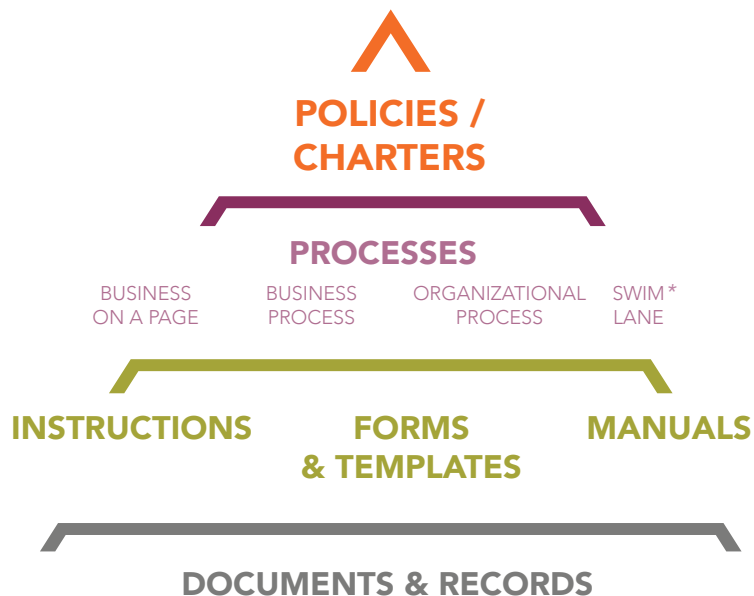 POLICIES /
CHARTERS
PROCESSES
BUSINESS
ON A PAGE
BUSINESS
PROCESS
ORGANIZATIONAL
PROCESS
SWIM*
LANE
INSTRUCTIONS
FORMS
& TEMPLATES
MANUALS
DOCUMENTS & RECORDS